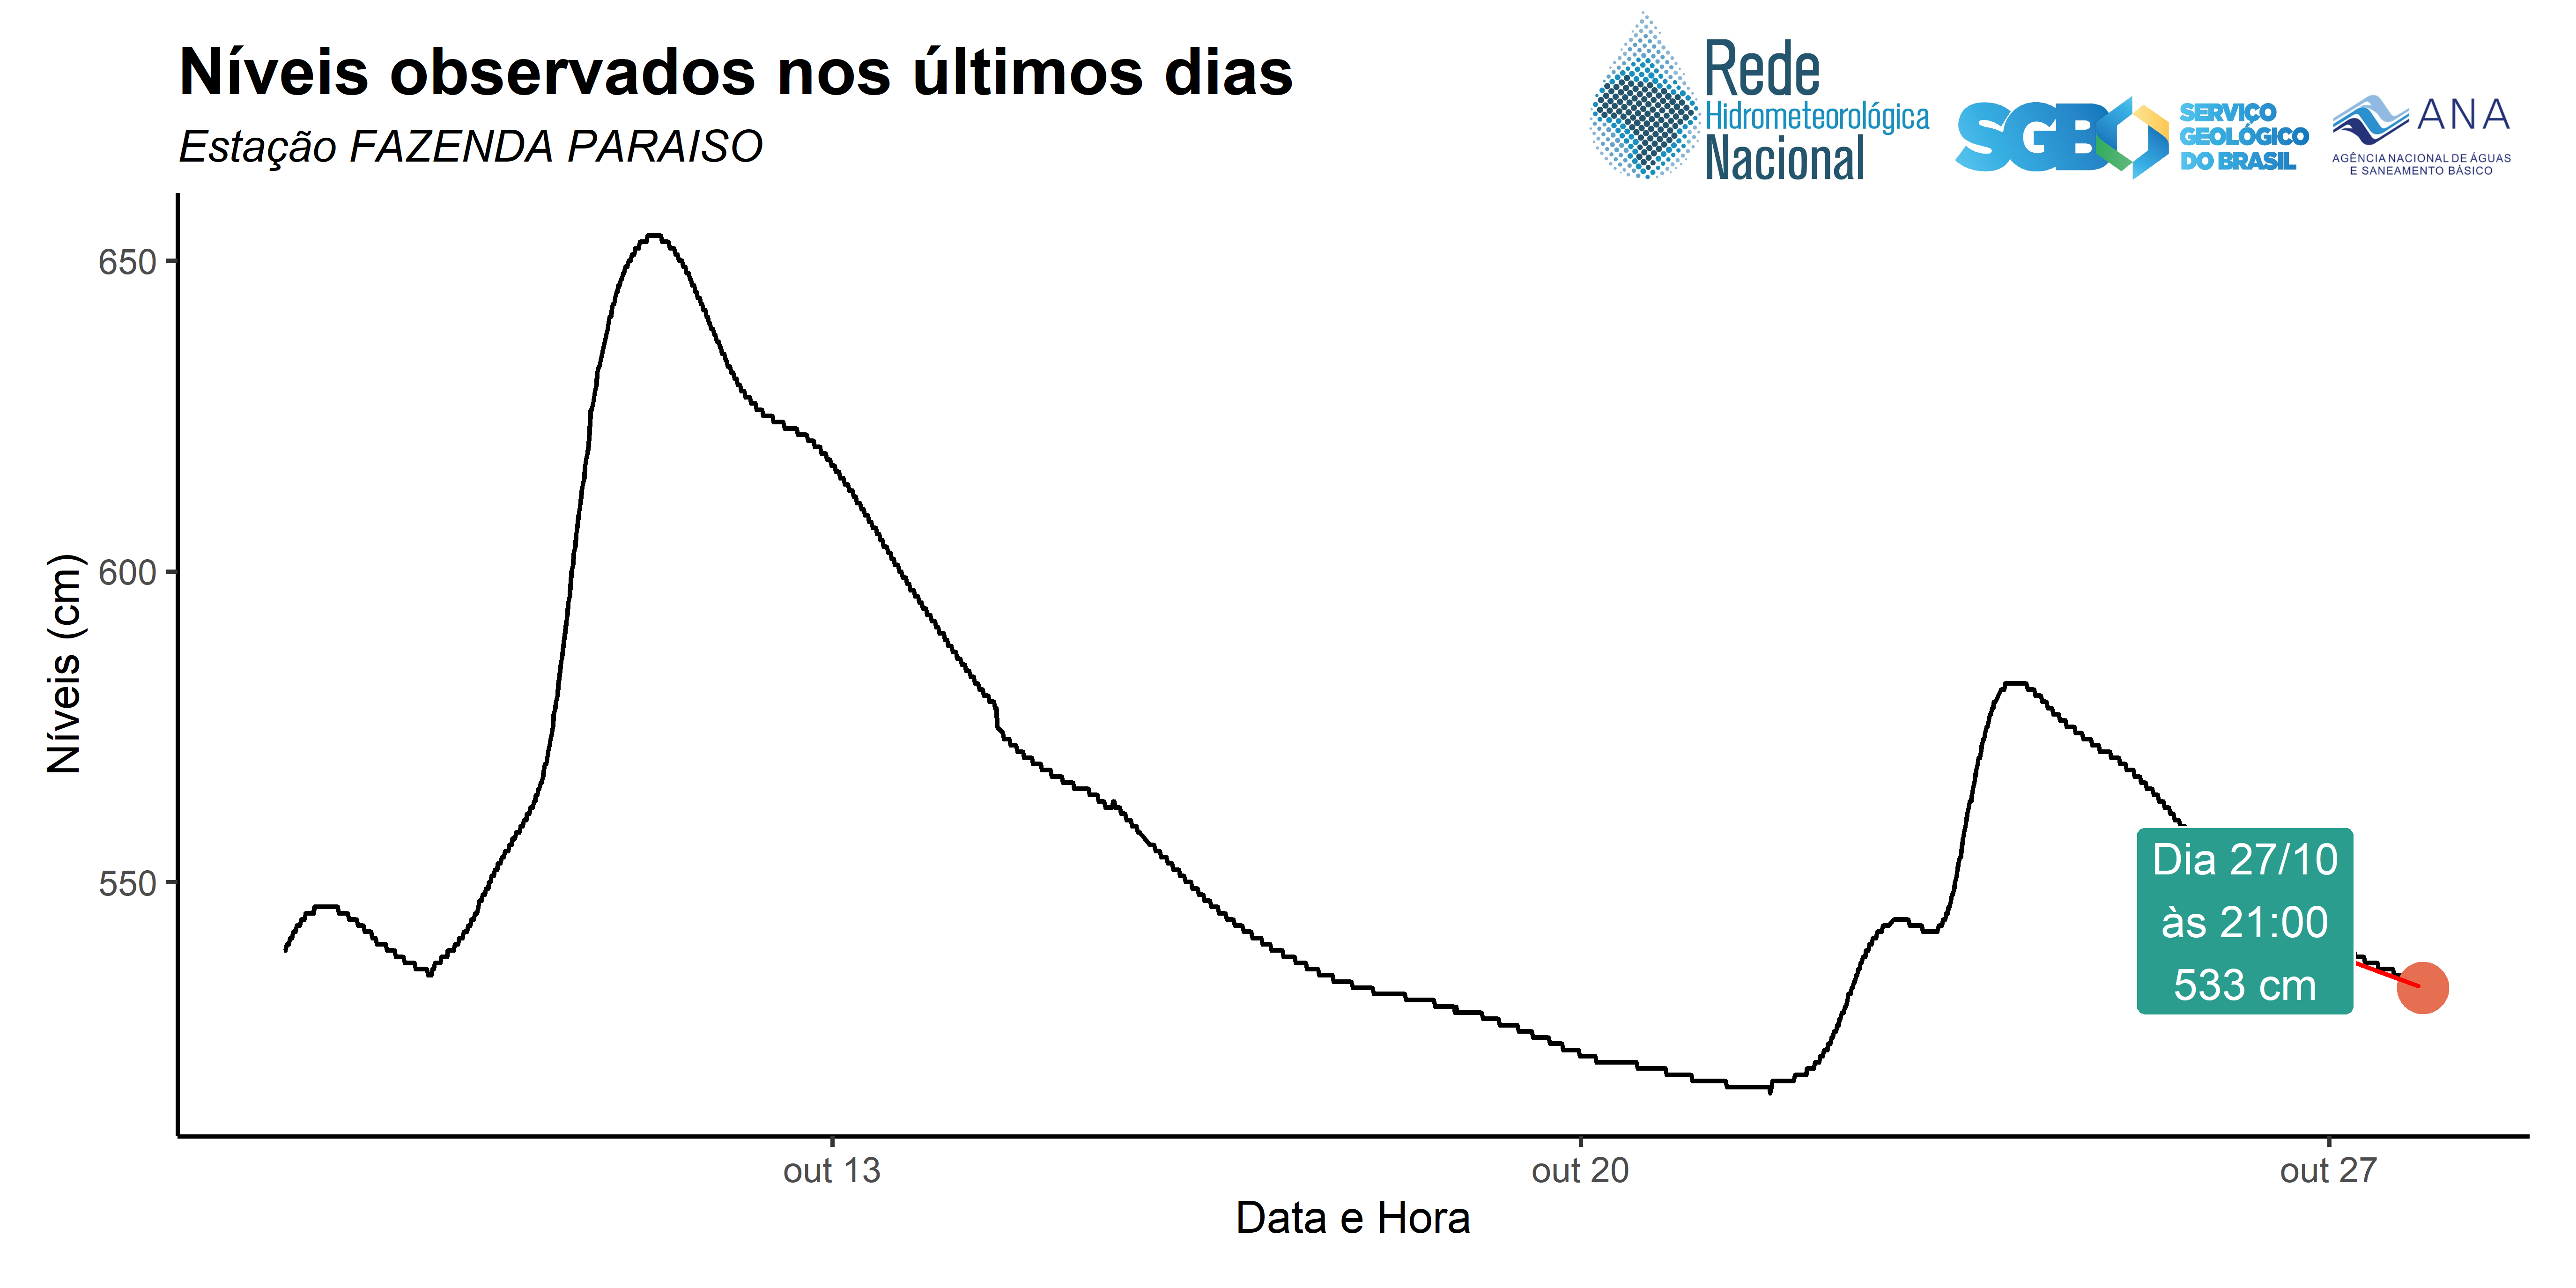 Níveis observados nos últimos dias
Estação FAZENDA PARAISO
Rede
Hidrometeorológica
Nacional
SGB
SERVIÇO
GEOLÓGICO
DO BRASIL
ANA
AGÊNCIA NACIONAL DE ÁGUAS
E SANEAMENTO BÁSICO
Níveis (cm)
650
600
550
Dia 27/10
às 21:00
533 cm
out 13
out 20
out 27
Data e Hora